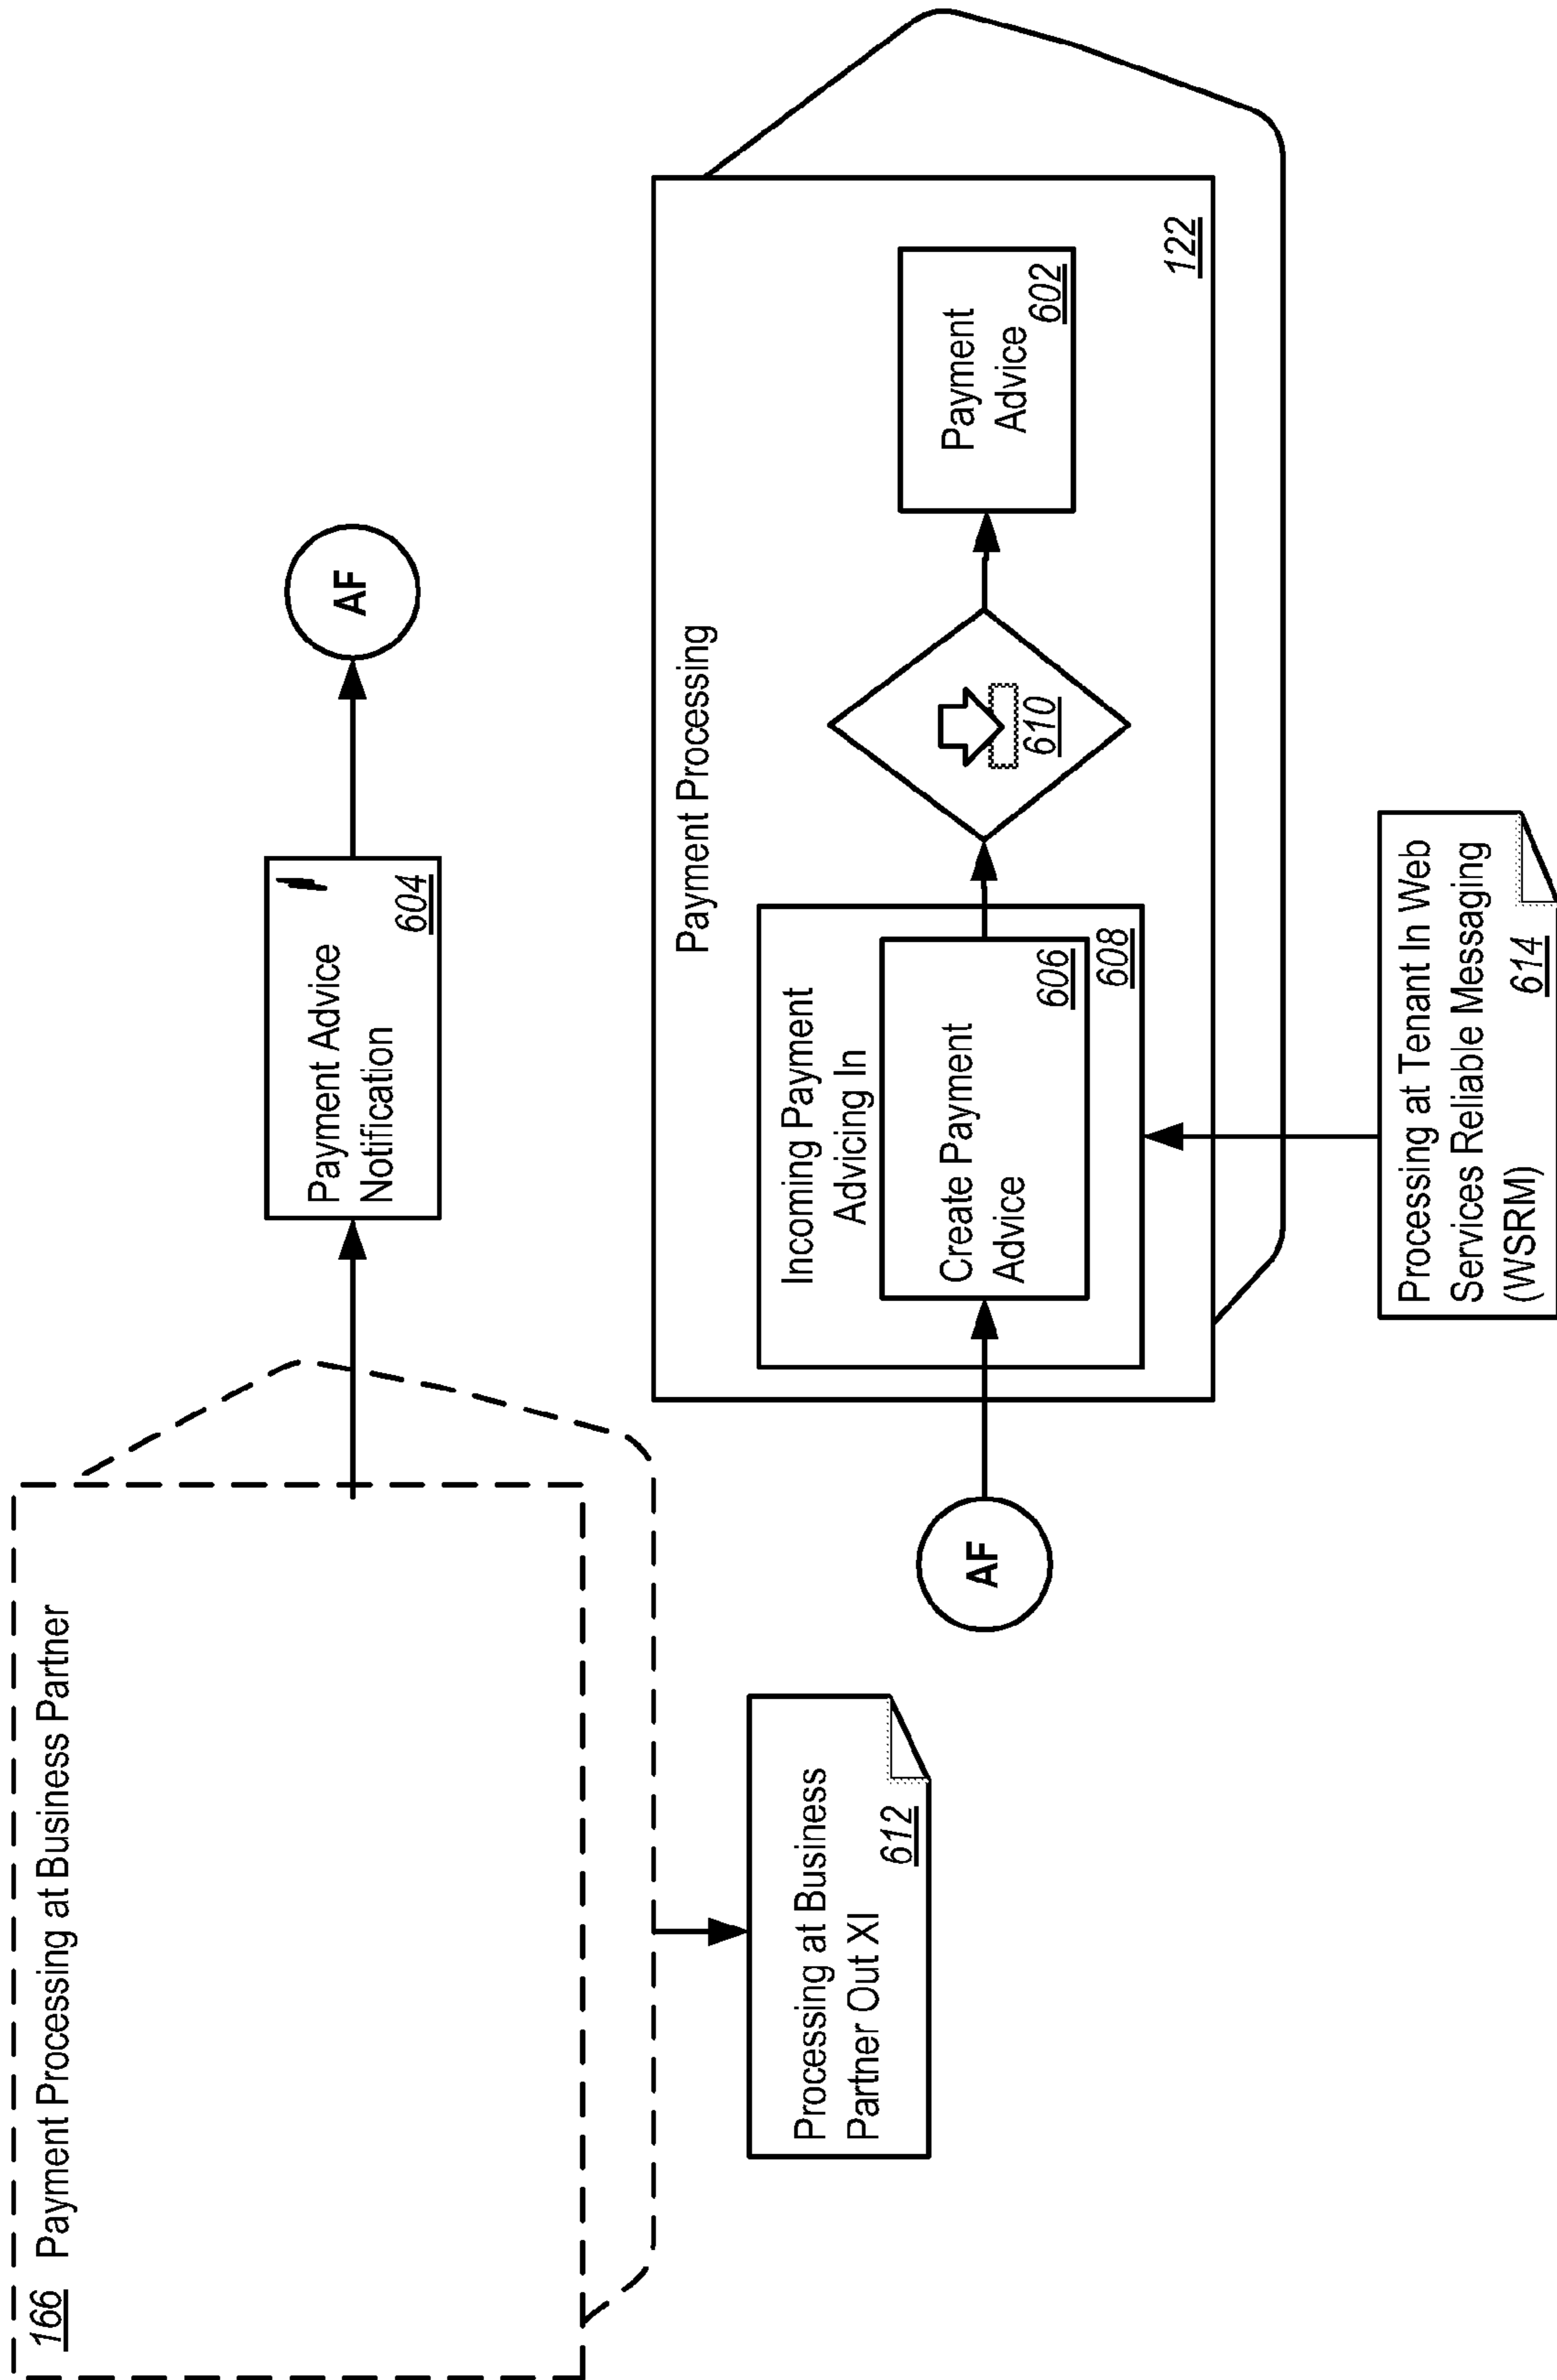 166 Payment Processing at Business Partner
Payment Advice
Notification
604
AF
Processing at Business
Partner Out XI
612
AF
Payment Processing
Incoming Payment
Advicing In
Create Payment
Advice
606
608
610
Payment
Advice
602
122
Processing at Tenant In Web
Services Reliable Messaging
(WSRM)
614